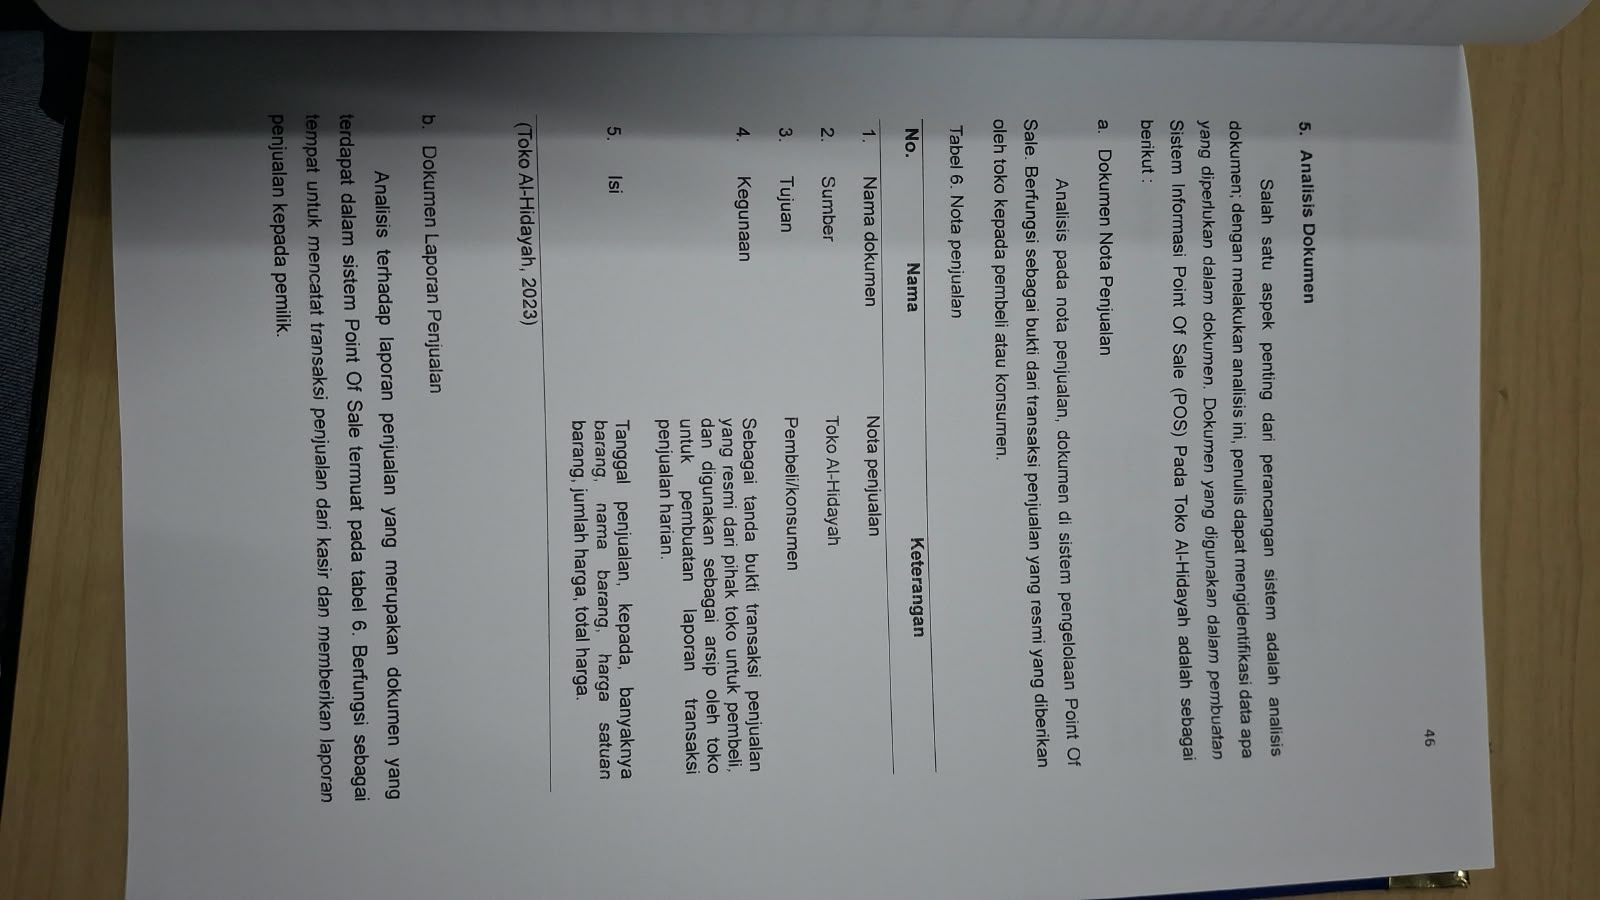 46
5. Analisis Dokumen
Salah satu aspek penting dari perancangan sistem adalah analisis
dokumen; dengan melakukan analisis ini, penulis dapat mengidentifikasi data apa
yang diperlukan dalam dokumen. Dokumen yang digunakan dalam pembuatan
Sistem Informasi Point Of Sale (POS) Pada Toko Al-Hidayah adalah sebagai
berikut :
a. Dokumen Nota Penjualan
Analisis pada nota penjualan, dokumen di sistem pengelolaan Point Of
Sale. Berfungsi sebagai bukti dari transaksi penjualan yang resmi yang diberikan
oleh toko kepada pembeli atau konsumen.
Tabel 6. Nota penjualan
No. Nama Keterangan
1. Nama dokumen Nota penjualan
2. Sumber Toko Al-Hidayah
3. Tujuan Pembeli/konsumen
4. Kegunaan Sebagai tanda bukti transaksi penjualan
yang resmi dari pihak toko untuk pembeli,
dan digunakan sebagai arsip oleh toko
untuk pembuatan laporan transaksi
penjualan harian.
5. Isi Tanggal penjualan, kepada, banyaknya
barang, nama barang, harga satuan
barang, jumlah harga, total harga.
(Toko Al-Hidayah, 2023)
b. Dokumen Laporan Penjualan
Analisis terhadap laporan penjualan yang merupakan dokumen yang
terdapat dalam sistem Point Of Sale termuat pada tabel 6. Berfungsi sebagai
tempat untuk mencatat transaksi penjualan dari kasir dan memberikan laporan
penjualan kepada pemilik.